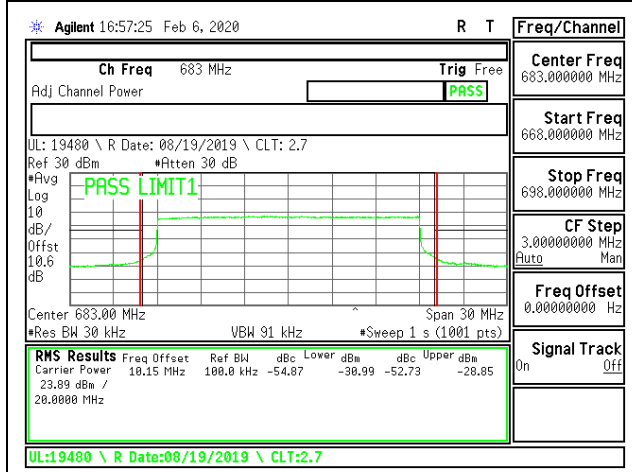 Agilent 16:57:25 Feb 6, 2020 R T
Freq/Channel
Ch Freq 683 MHz Trig Free
Adj Channel Power PASS
Center Freq
683.000000 MHz
Start Freq
668.000000 MHz
Stop Freq
698.000000 MHz
CF Step
3.00000000 MHz
Auto Man
Freq Offset
0.00000000 Hz
Signal Track
On Off
UL: 19480 \ R Date: 08/19/2019 \ CLT: 2.7
Ref 30 dBm #Atten 30 dB
#Avg
Log
10
dB/
Offst
10.6
dB
PASS LIMIT1
Center 683.00 MHz Span 30 MHz
#Res BW 30 kHz VBW 91 kHz #Sweep 1 s (1001 pts)
RMS Results Freq Offset Ref BW dBc Lower dBm dBc Upper dBm
Carrier Power 10.15 MHz 100.0 kHz -54.87 -30.99 -52.73 -28.85
23.89 dBm /
20.0000 MHz
UL:19480 \ R Date:08/19/2019 \ CLT:2.7